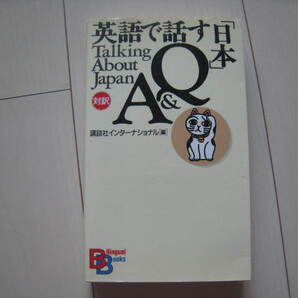 英語で話す「日本」
Talking
About
Japan
Q&A
対訳
講談社インターナショナル[編]
Bilingual
Books